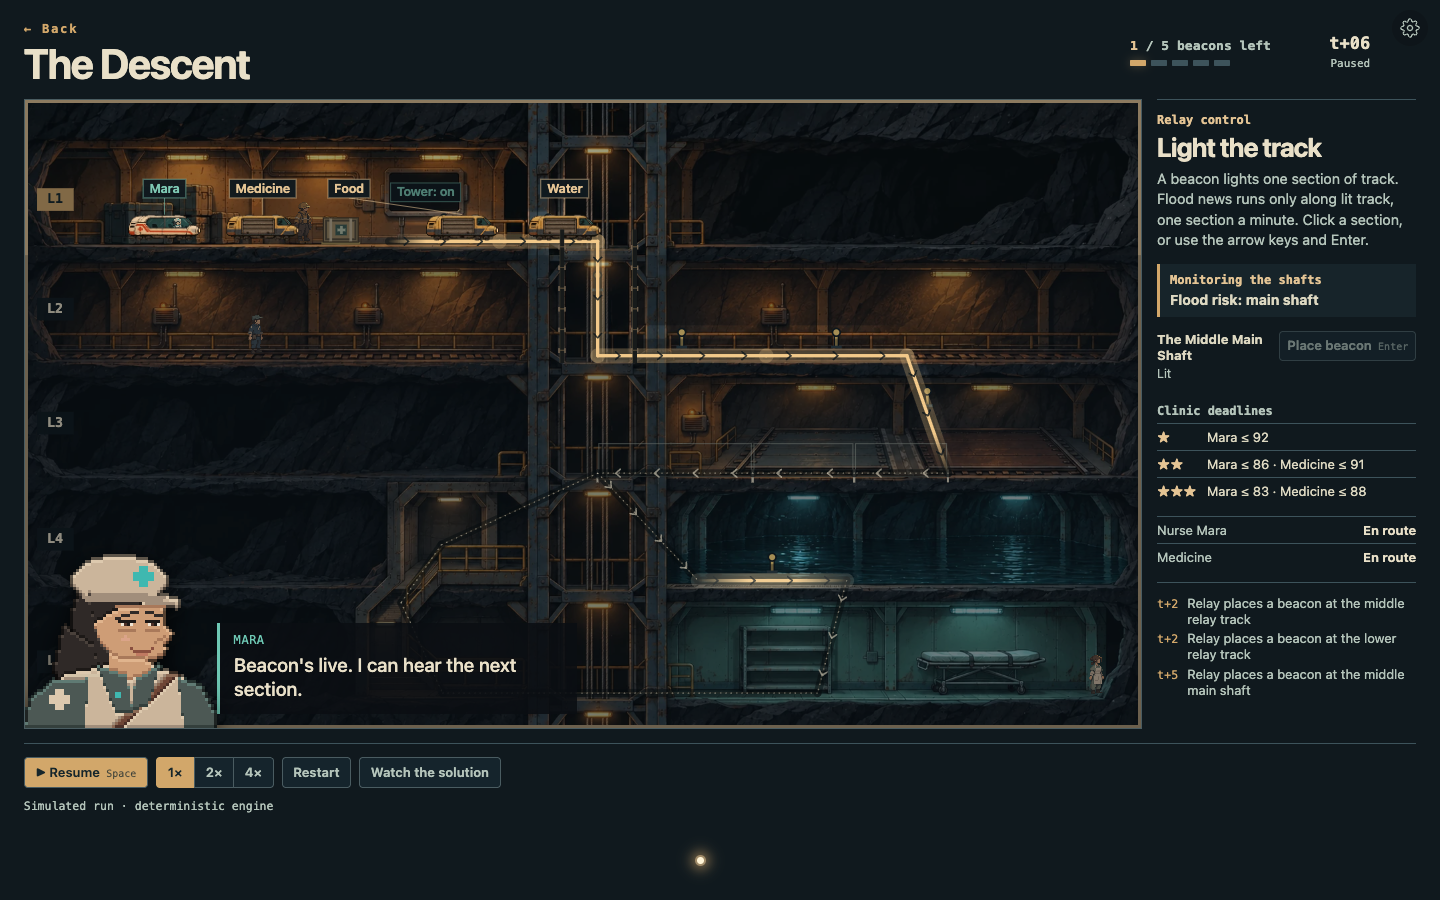 ← Back
The Descent
1 / 5 beacons left
t+06
Paused
Mara
Medicine
Food
Tower: on
Water
L1
L2
L3
L4
MARA
Beacon's live. I can hear the next
section.
Relay control
Light the track
A beacon lights one section of track.
Flood news runs only along lit track,
one section a minute. Click a section,
or use the arrow keys and Enter.
Monitoring the shafts
Flood risk: main shaft
The Middle Main
Shaft
Lit
Place beacon Enter
Clinic deadlines
★ Mara ≤ 92
★★ Mara ≤ 86 · Medicine ≤ 91
★★★ Mara ≤ 83 · Medicine ≤ 88
Nurse Mara En route
Medicine En route
t+2 Relay places a beacon at the middle
relay track
t+2 Relay places a beacon at the lower
relay track
t+5 Relay places a beacon at the middle
main shaft
▶ Resume Space
1×
2×
4×
Restart
Watch the solution
Simulated run · deterministic engine